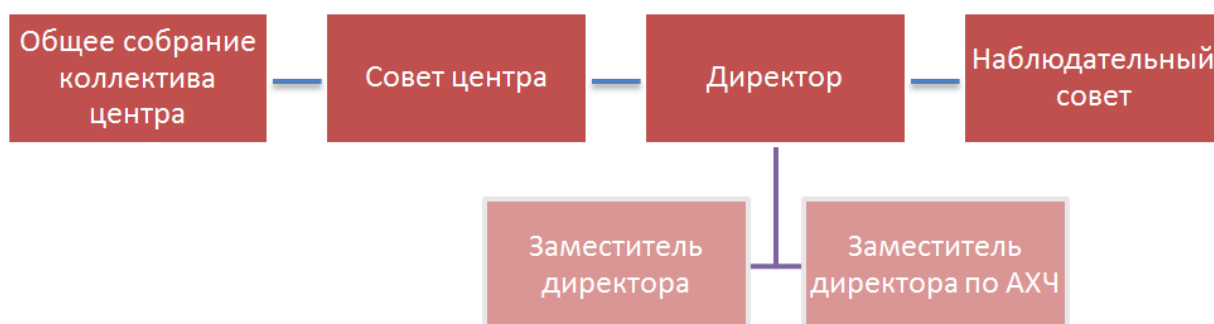 Общее собрание
коллектива
центра
Совет центра
Директор
Наблюдательный
совет
Заместитель
директора
Заместитель
директора по АХЧ